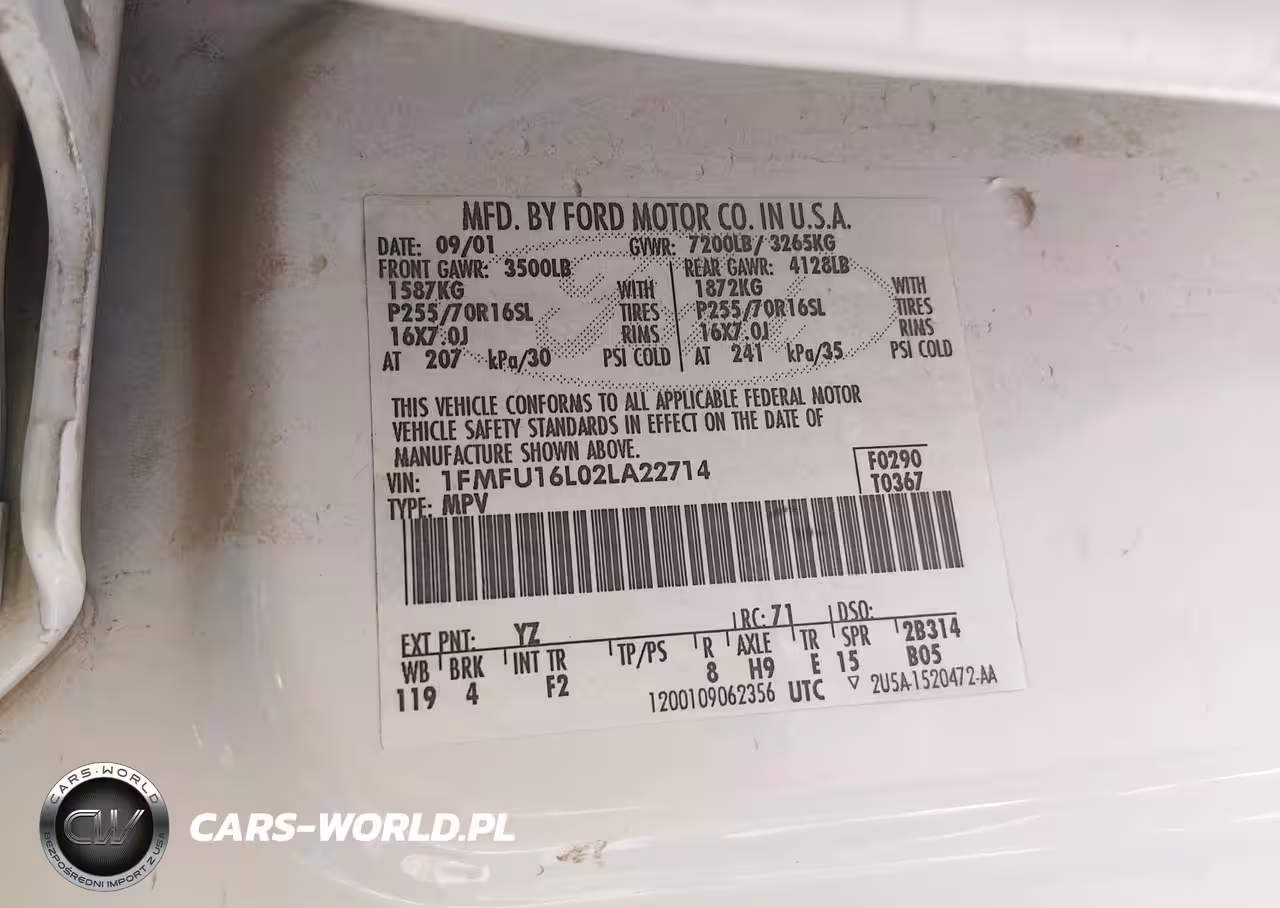 MFD. BY FORD MOTOR CO. IN U.S.A.
DATE: 09/01 GVWR: 7200LB/ 3265KG
FRONT GAWR: 3500LB REAR GAWR: 4128LB
1587KG WITH 1872KG WITH
P255/70R16SL TIRES P255/70R16SL TIRES
16X7.0J RIMS 16X7.0J RIMS
AT 207 kPa/30 PSI COLD AT 241 kPa/35 PSI COLD
THIS VEHICLE CONFORMS TO ALL APPLICABLE FEDERAL MOTOR
VEHICLE SAFETY STANDARDS IN EFFECT ON THE DATE OF
MANUFACTURE SHOWN ABOVE.
VIN: 1FMFU16L02LA22714 F0290
TYPE: MPV T0367
EXT PNT: YZ RC: 71 DSO:
WB BRK INT TR TP/PS R AXLE TR SPR 2B314
119 4 F2 8 H9 E 15 B05
1200109062356 UTC 2U5A-1520472-AA
CARS-WORLD
CW
BEZPOŚREDNI IMPORT Z USA
CARS-WORLD.PL